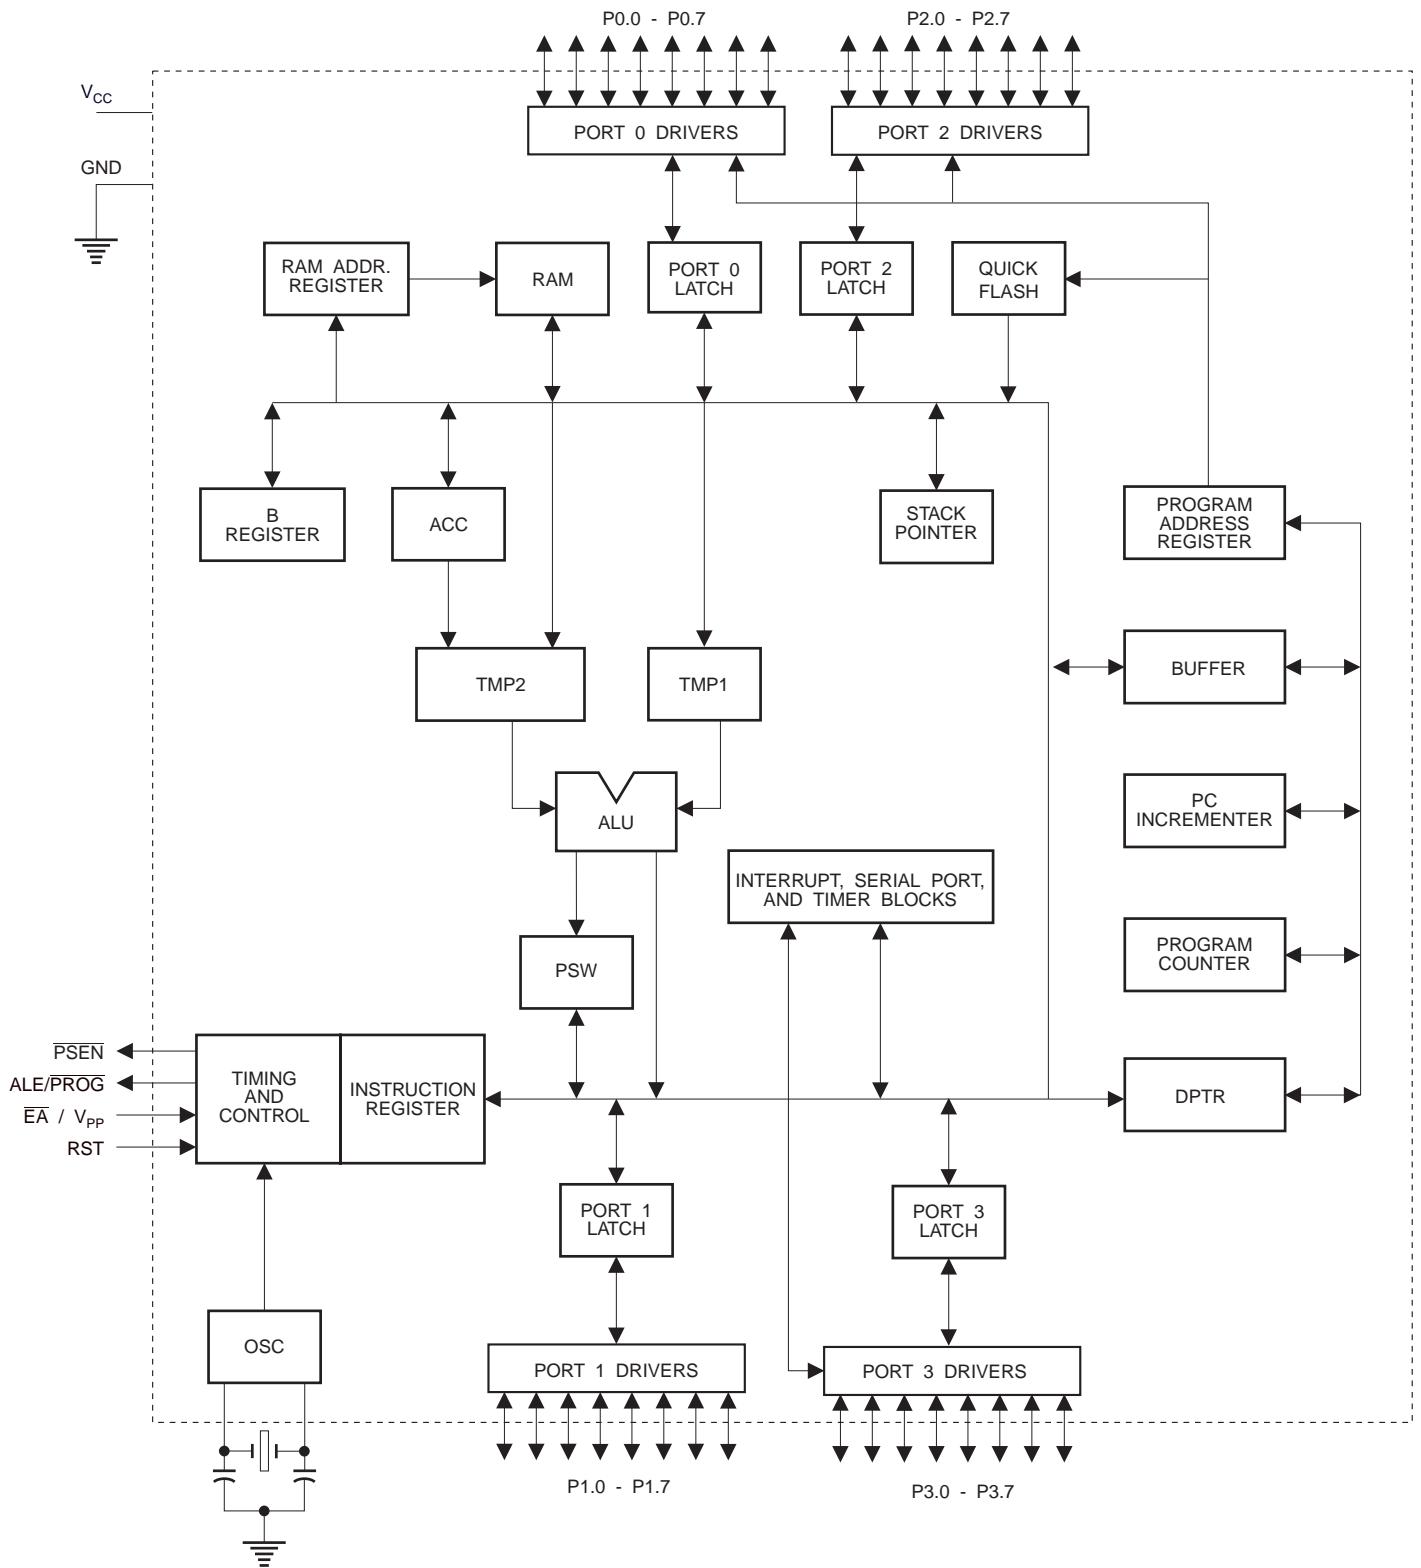 P0.0 - P0.7
P2.0 - P2.7
VCC
GND
PORT 0 DRIVERS
PORT 2 DRIVERS
RAM ADDR.
REGISTER
RAM
PORT 0
LATCH
PORT 2
LATCH
QUICK
FLASH
B
REGISTER
ACC
STACK
POINTER
PROGRAM
ADDRESS
REGISTER
TMP2
TMP1
BUFFER
ALU
PC
INCREMENTER
INTERRUPT, SERIAL PORT,
AND TIMER BLOCKS
PSW
PROGRAM
COUNTER
PSEN
ALE/PROG
EA / VPP
RST
TIMING
AND
CONTROL
INSTRUCTION
REGISTER
DPTR
PORT 1
LATCH
PORT 3
LATCH
OSC
PORT 1 DRIVERS
PORT 3 DRIVERS
P1.0 - P1.7
P3.0 - P3.7